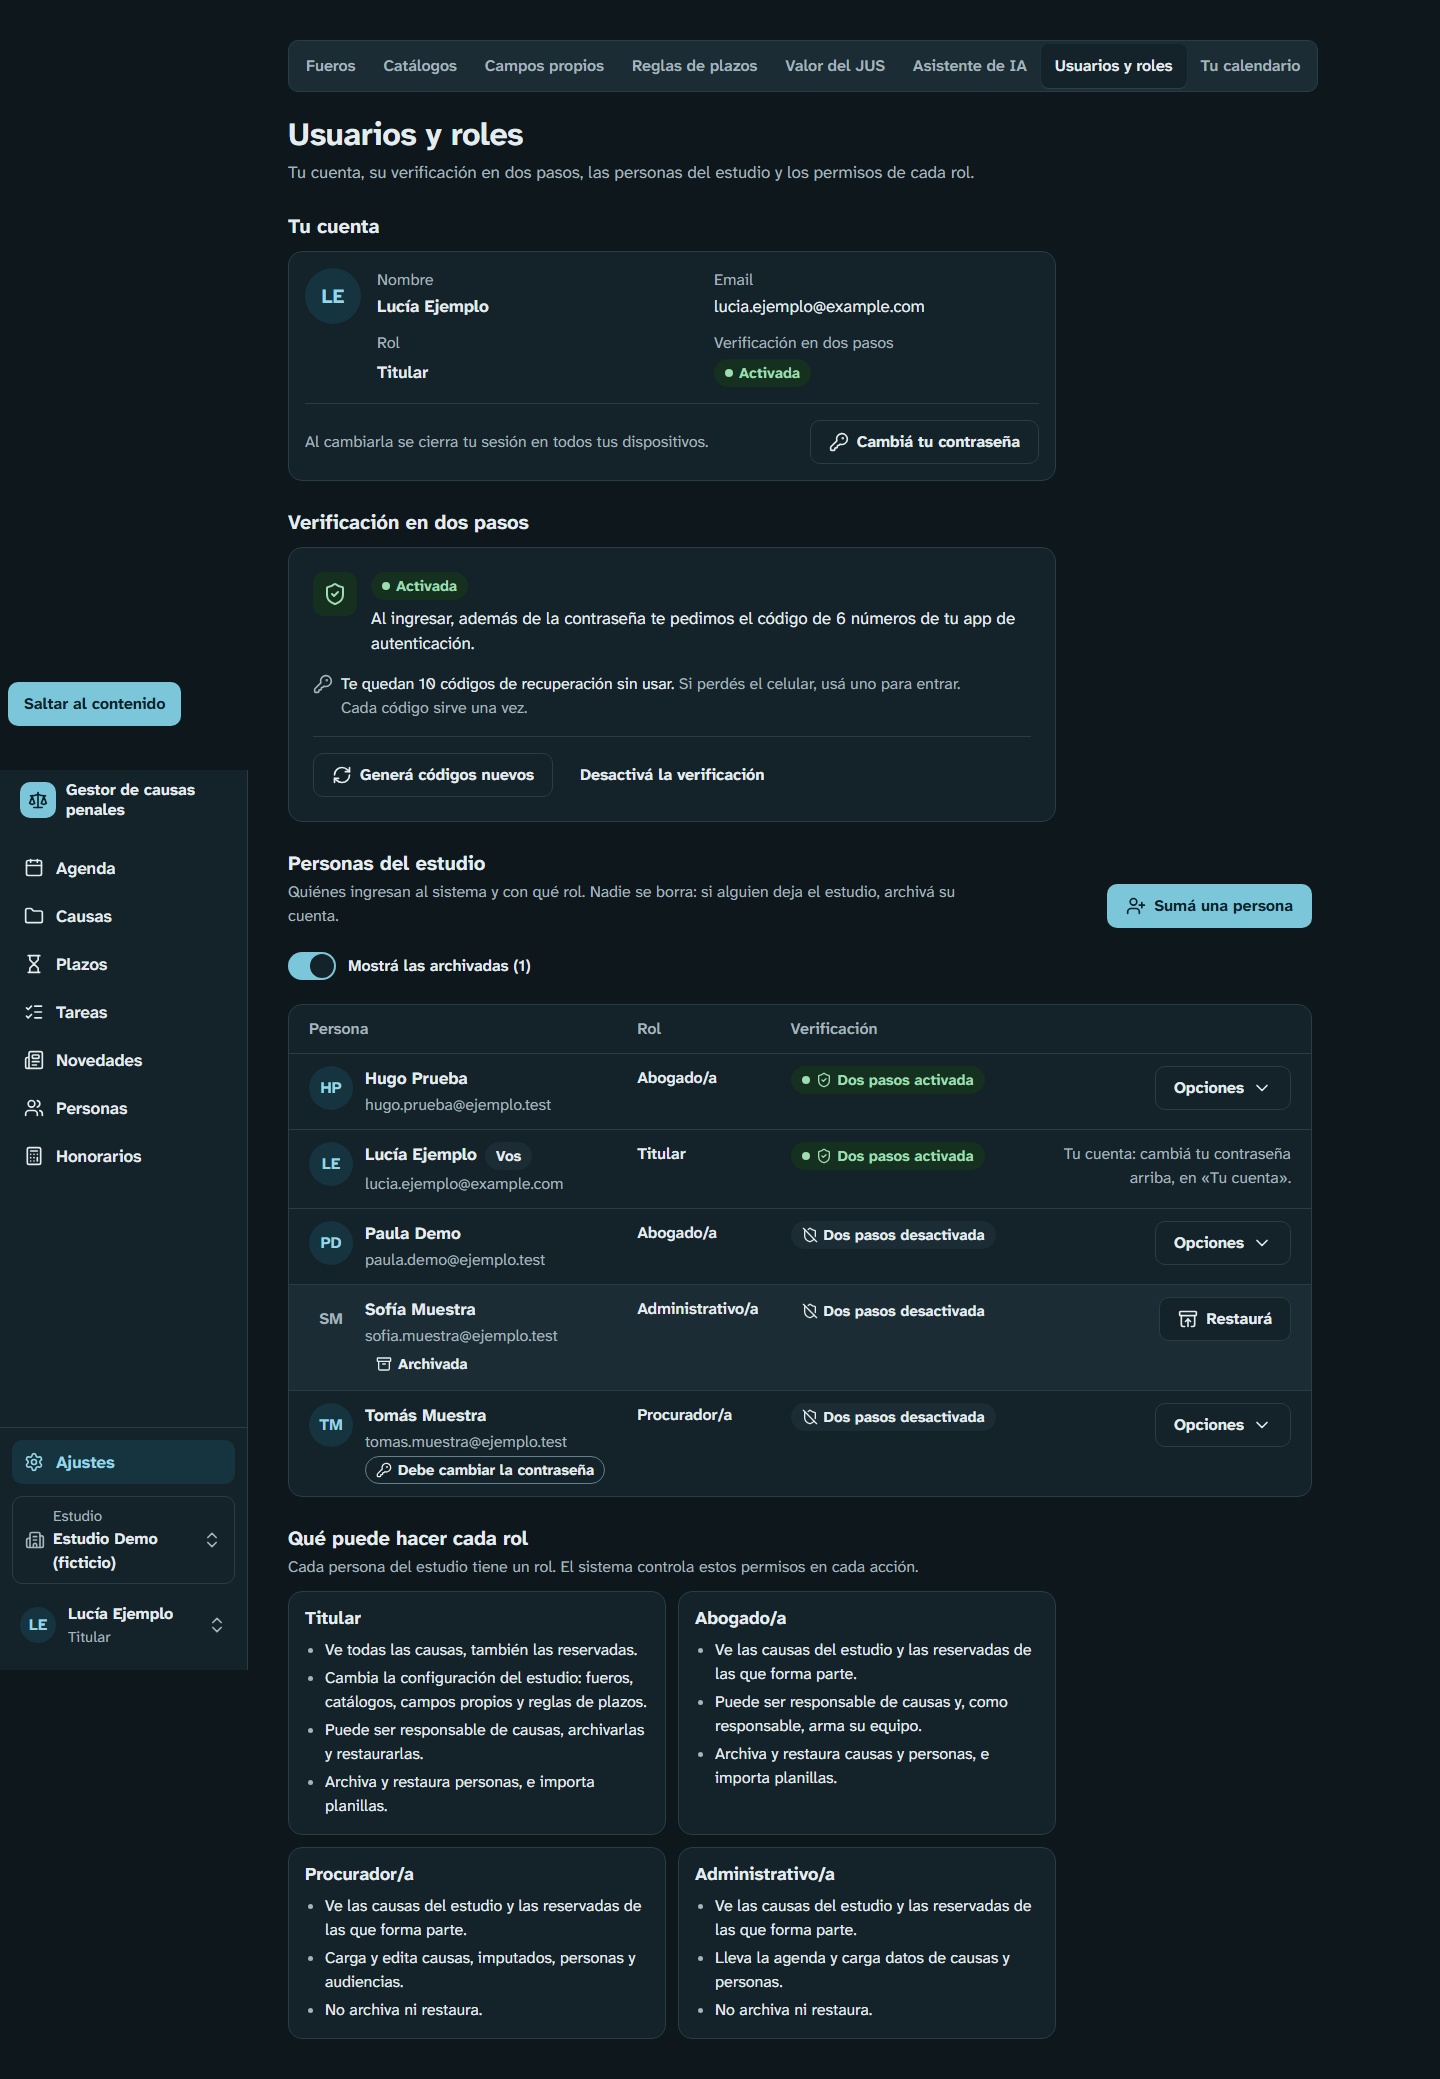 Fueros
Catálogos
Campos propios
Reglas de plazos
Valor del JUS
Asistente de IA
Usuarios y roles
Tu calendario
Usuarios y roles
Tu cuenta, su verificación en dos pasos, las personas del estudio y los permisos de cada rol.
Tu cuenta
LE
Nombre
Lucía Ejemplo
Email
lucia.ejemplo@example.com
Rol
Titular
Verificación en dos pasos
Activada
Al cambiarla se cierra tu sesión en todos tus dispositivos.
Cambiá tu contraseña
Verificación en dos pasos
Activada
Al ingresar, además de la contraseña te pedimos el código de 6 números de tu app de
autenticación.
Te quedan 10 códigos de recuperación sin usar. Si perdés el celular, usá uno para entrar.
Cada código sirve una vez.
Generá códigos nuevos
Desactivá la verificación
Saltar al contenido
Gestor de causas
penales
Agenda
Causas
Plazos
Tareas
Novedades
Personas
Honorarios
Ajustes
Estudio
Estudio Demo
(ficticio)
LE
Lucía Ejemplo
Titular
Personas del estudio
Quiénes ingresan al sistema y con qué rol. Nadie se borra: si alguien deja el estudio, archivá su
cuenta.
Sumá una persona
Mostrá las archivadas (1)
Persona
Rol
Verificación
HP
Hugo Prueba
hugo.prueba@ejemplo.test
Abogado/a
Dos pasos activada
Opciones
LE
Lucía Ejemplo
Vos
lucia.ejemplo@example.com
Titular
Dos pasos activada
Tu cuenta: cambiá tu contraseña
arriba, en «Tu cuenta».
PD
Paula Demo
paula.demo@ejemplo.test
Abogado/a
Dos pasos desactivada
Opciones
SM
Sofía Muestra
sofia.muestra@ejemplo.test
Archivada
Administrativo/a
Dos pasos desactivada
Restaurá
TM
Tomás Muestra
tomas.muestra@ejemplo.test
Debe cambiar la contraseña
Procurador/a
Dos pasos desactivada
Opciones
Qué puede hacer cada rol
Cada persona del estudio tiene un rol. El sistema controla estos permisos en cada acción.
Titular
Ve todas las causas, también las reservadas.
Cambia la configuración del estudio: fueros,
catálogos, campos propios y reglas de plazos.
Puede ser responsable de causas, archivarlas
y restaurarlas.
Archiva y restaura personas, e importa
planillas.
Abogado/a
Ve las causas del estudio y las reservadas de
las que forma parte.
Puede ser responsable de causas y, como
responsable, arma su equipo.
Archiva y restaura causas y personas, e
importa planillas.
Procurador/a
Ve las causas del estudio y las reservadas de
las que forma parte.
Carga y edita causas, imputados, personas y
audiencias.
No archiva ni restaura.
Administrativo/a
Ve las causas del estudio y las reservadas de
las que forma parte.
Lleva la agenda y carga datos de causas y
personas.
No archiva ni restaura.